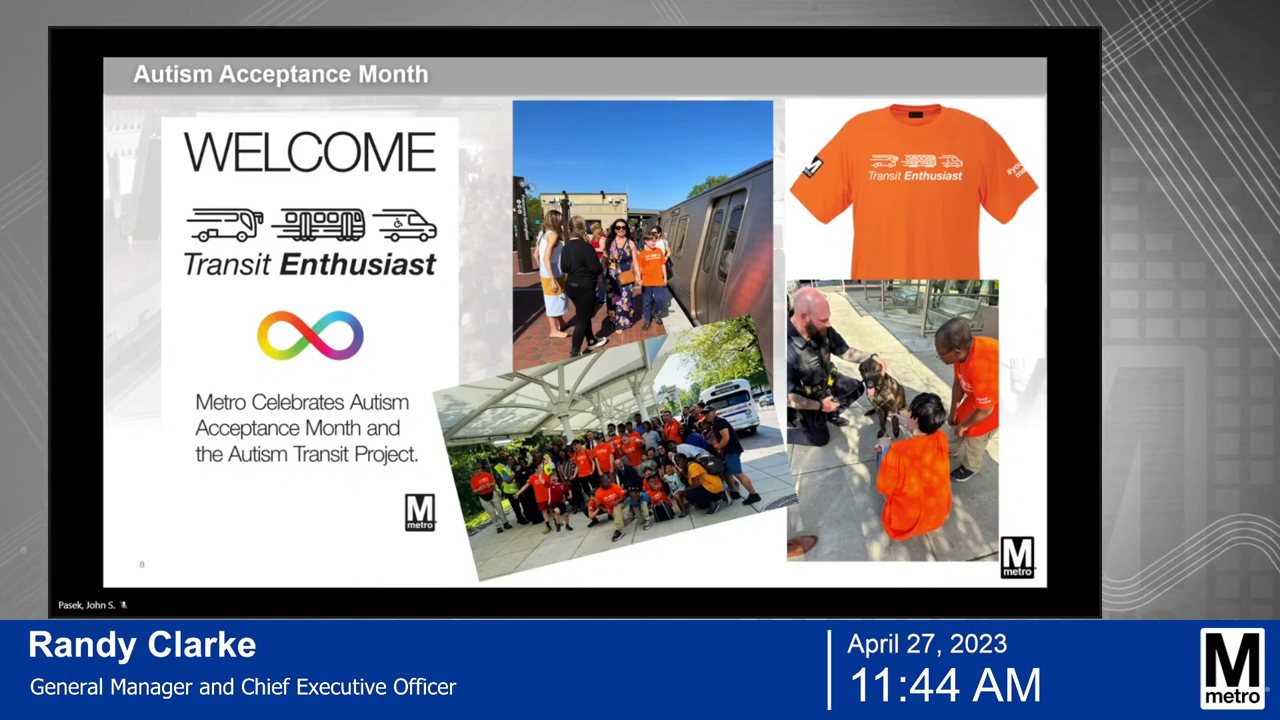 Autism Acceptance Month
WELCOME
Transit Enthusiast
Metro Celebrates Autism
Acceptance Month and
the Autism Transit Project.
M
metro
8
Transit Enthusiast
M
metro
Pasek, John S.
Randy Clarke
General Manager and Chief Executive Officer
April 27, 2023
11:44 AM
M
metro